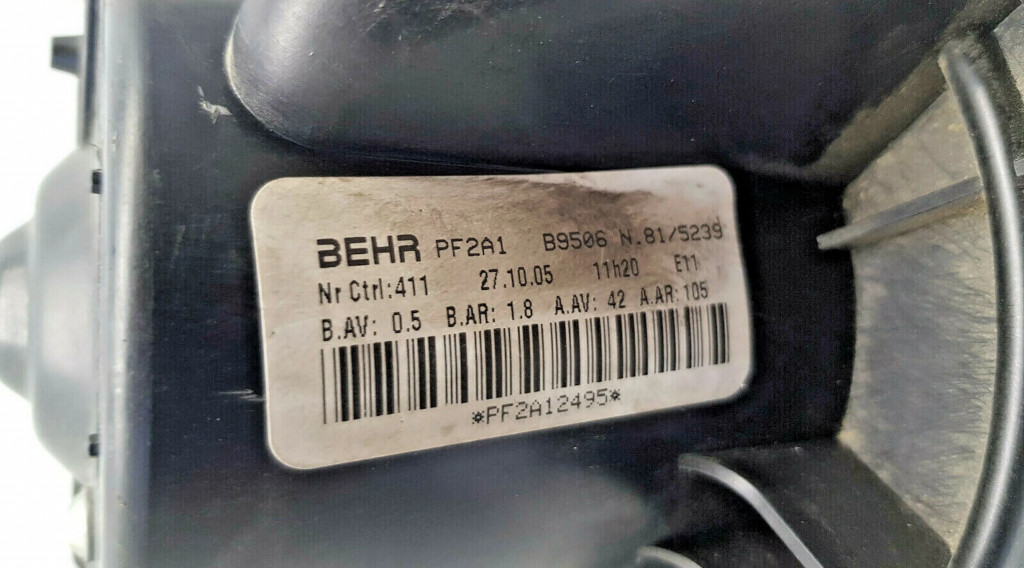 BEHR PF2A1 B9506 N.81/5239
Nr Ctrl:411 27.10.05 11h20 E11
B.AV: 0.5 B.AR: 1.8 A.AV: 42 A.AR:105
*PF2A12495*